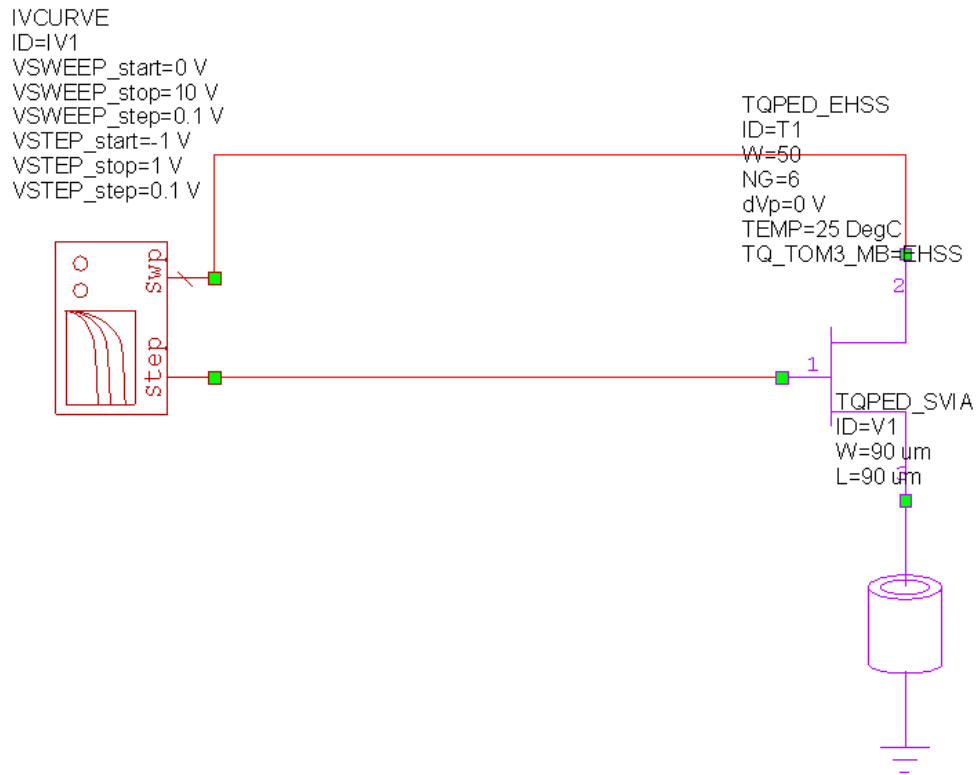 IVCURVE
ID=IV1
VSWEEP_start=0 V
VSWEEP_stop=10 V
VSWEEP_step=0.1 V
VSTEP_start=-1 V
VSTEP_stop=1 V
VSTEP_step=0.1 V
Swp
Step
TQPED_EHSS
ID=T1
W=50
NG=6
dVp=0 V
TEMP=25 DegC
TQ_TOM3_MB=EHSS
2
1
TQPED_SVIA
ID=V1
W=90 um
L=90 um
3